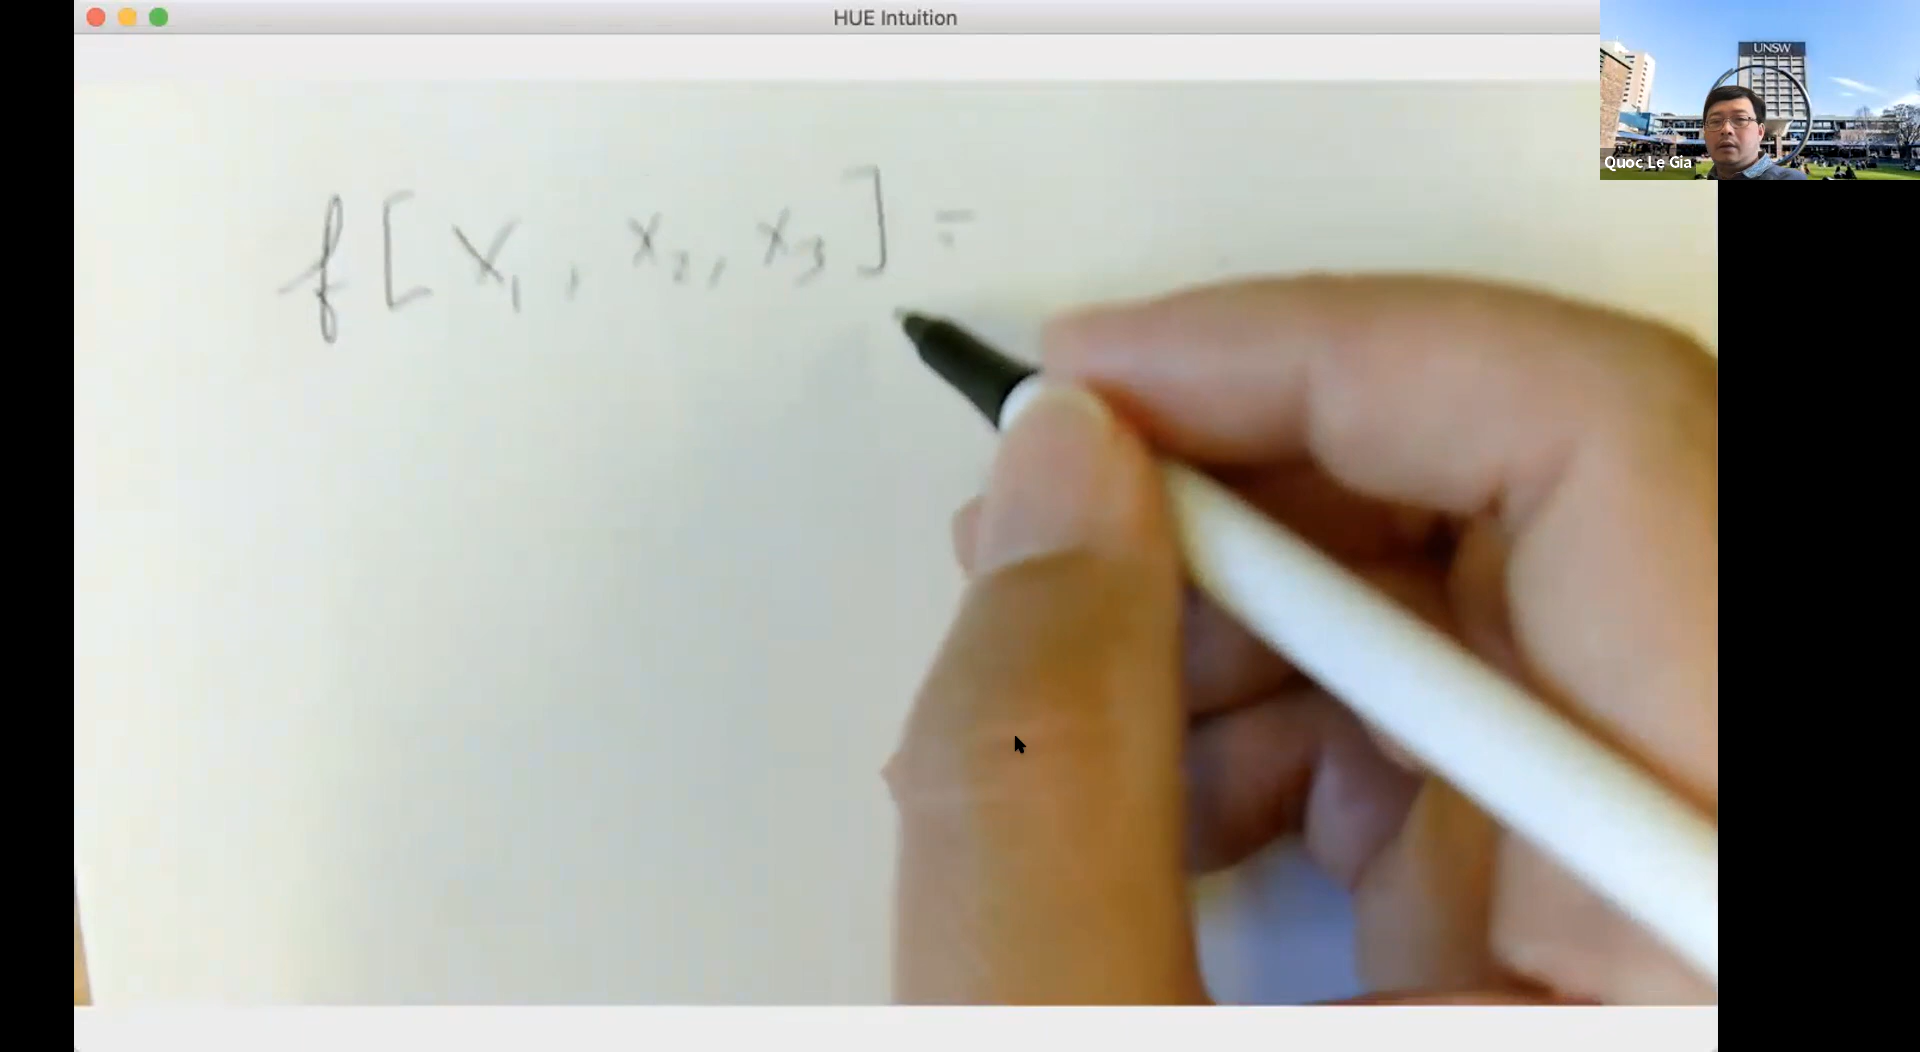 HUE Intuition
UNSW
Quoc Le Gia
f [ x₁ , x₂, x₃ ] =